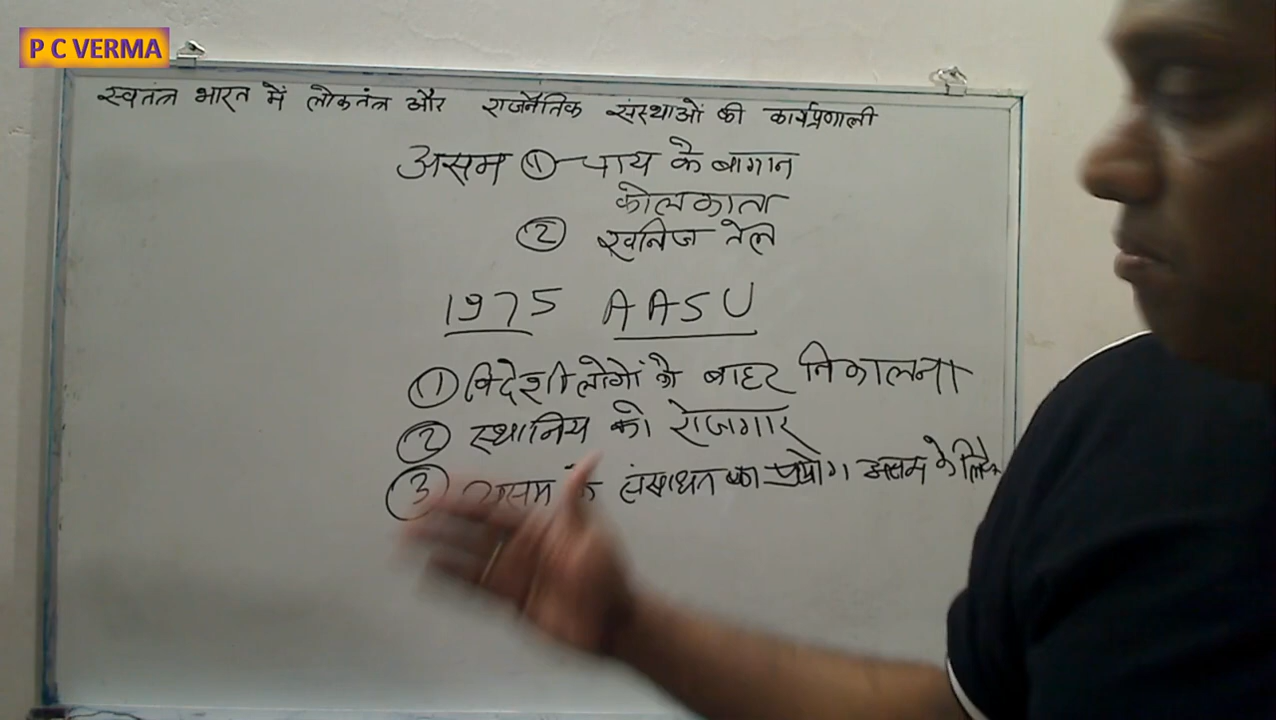 P C VERMA
स्वतंत्र भारत में लोकतंत्र और राजनैतिक संस्थाओं की कार्यप्रणाली
असम ① चाय के बागान
कोलकाता
② खनिज तेल
1975 AASU
① विदेशी लोगों को बाहर निकालना
② स्थानिय को रोजगार
③ असम के संसाधन का प्रयोग असम के लिए